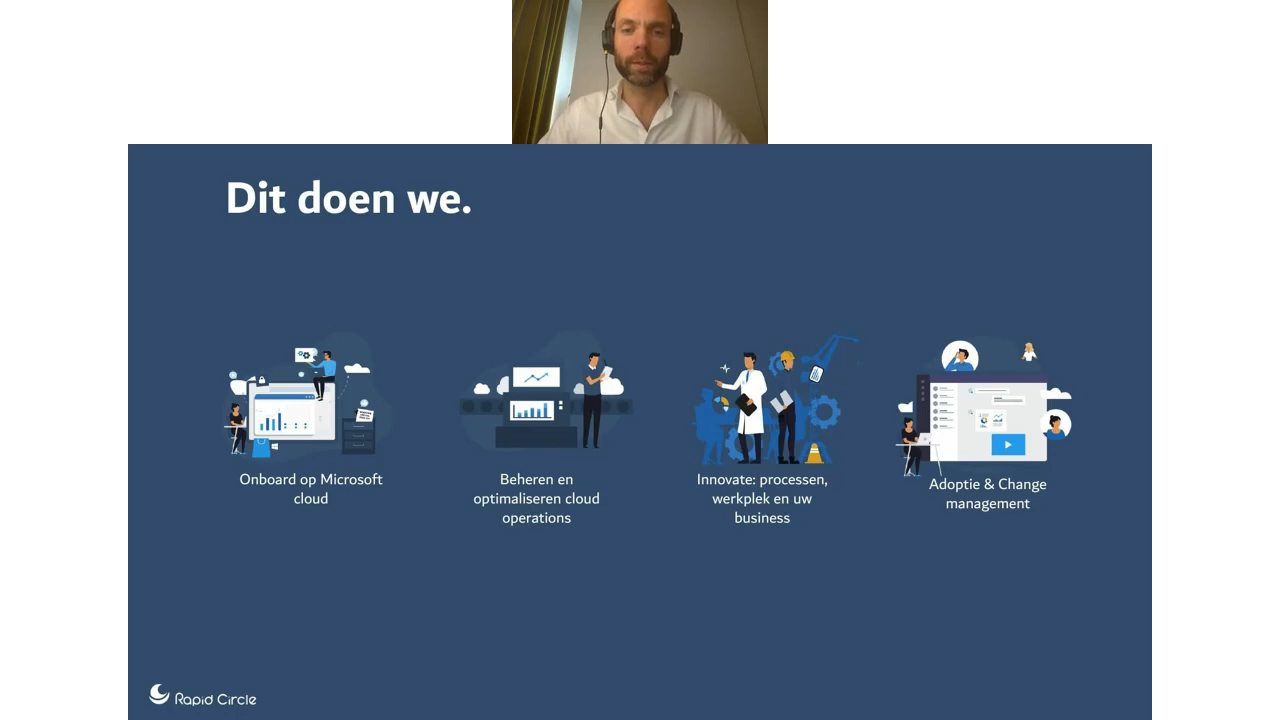 Dit doen we.
Onboard op Microsoft
cloud
Beheren en
optimaliseren cloud
operations
Innovate: processen,
werkplek en uw
business
Adoptie & Change
management
Rapid Circle